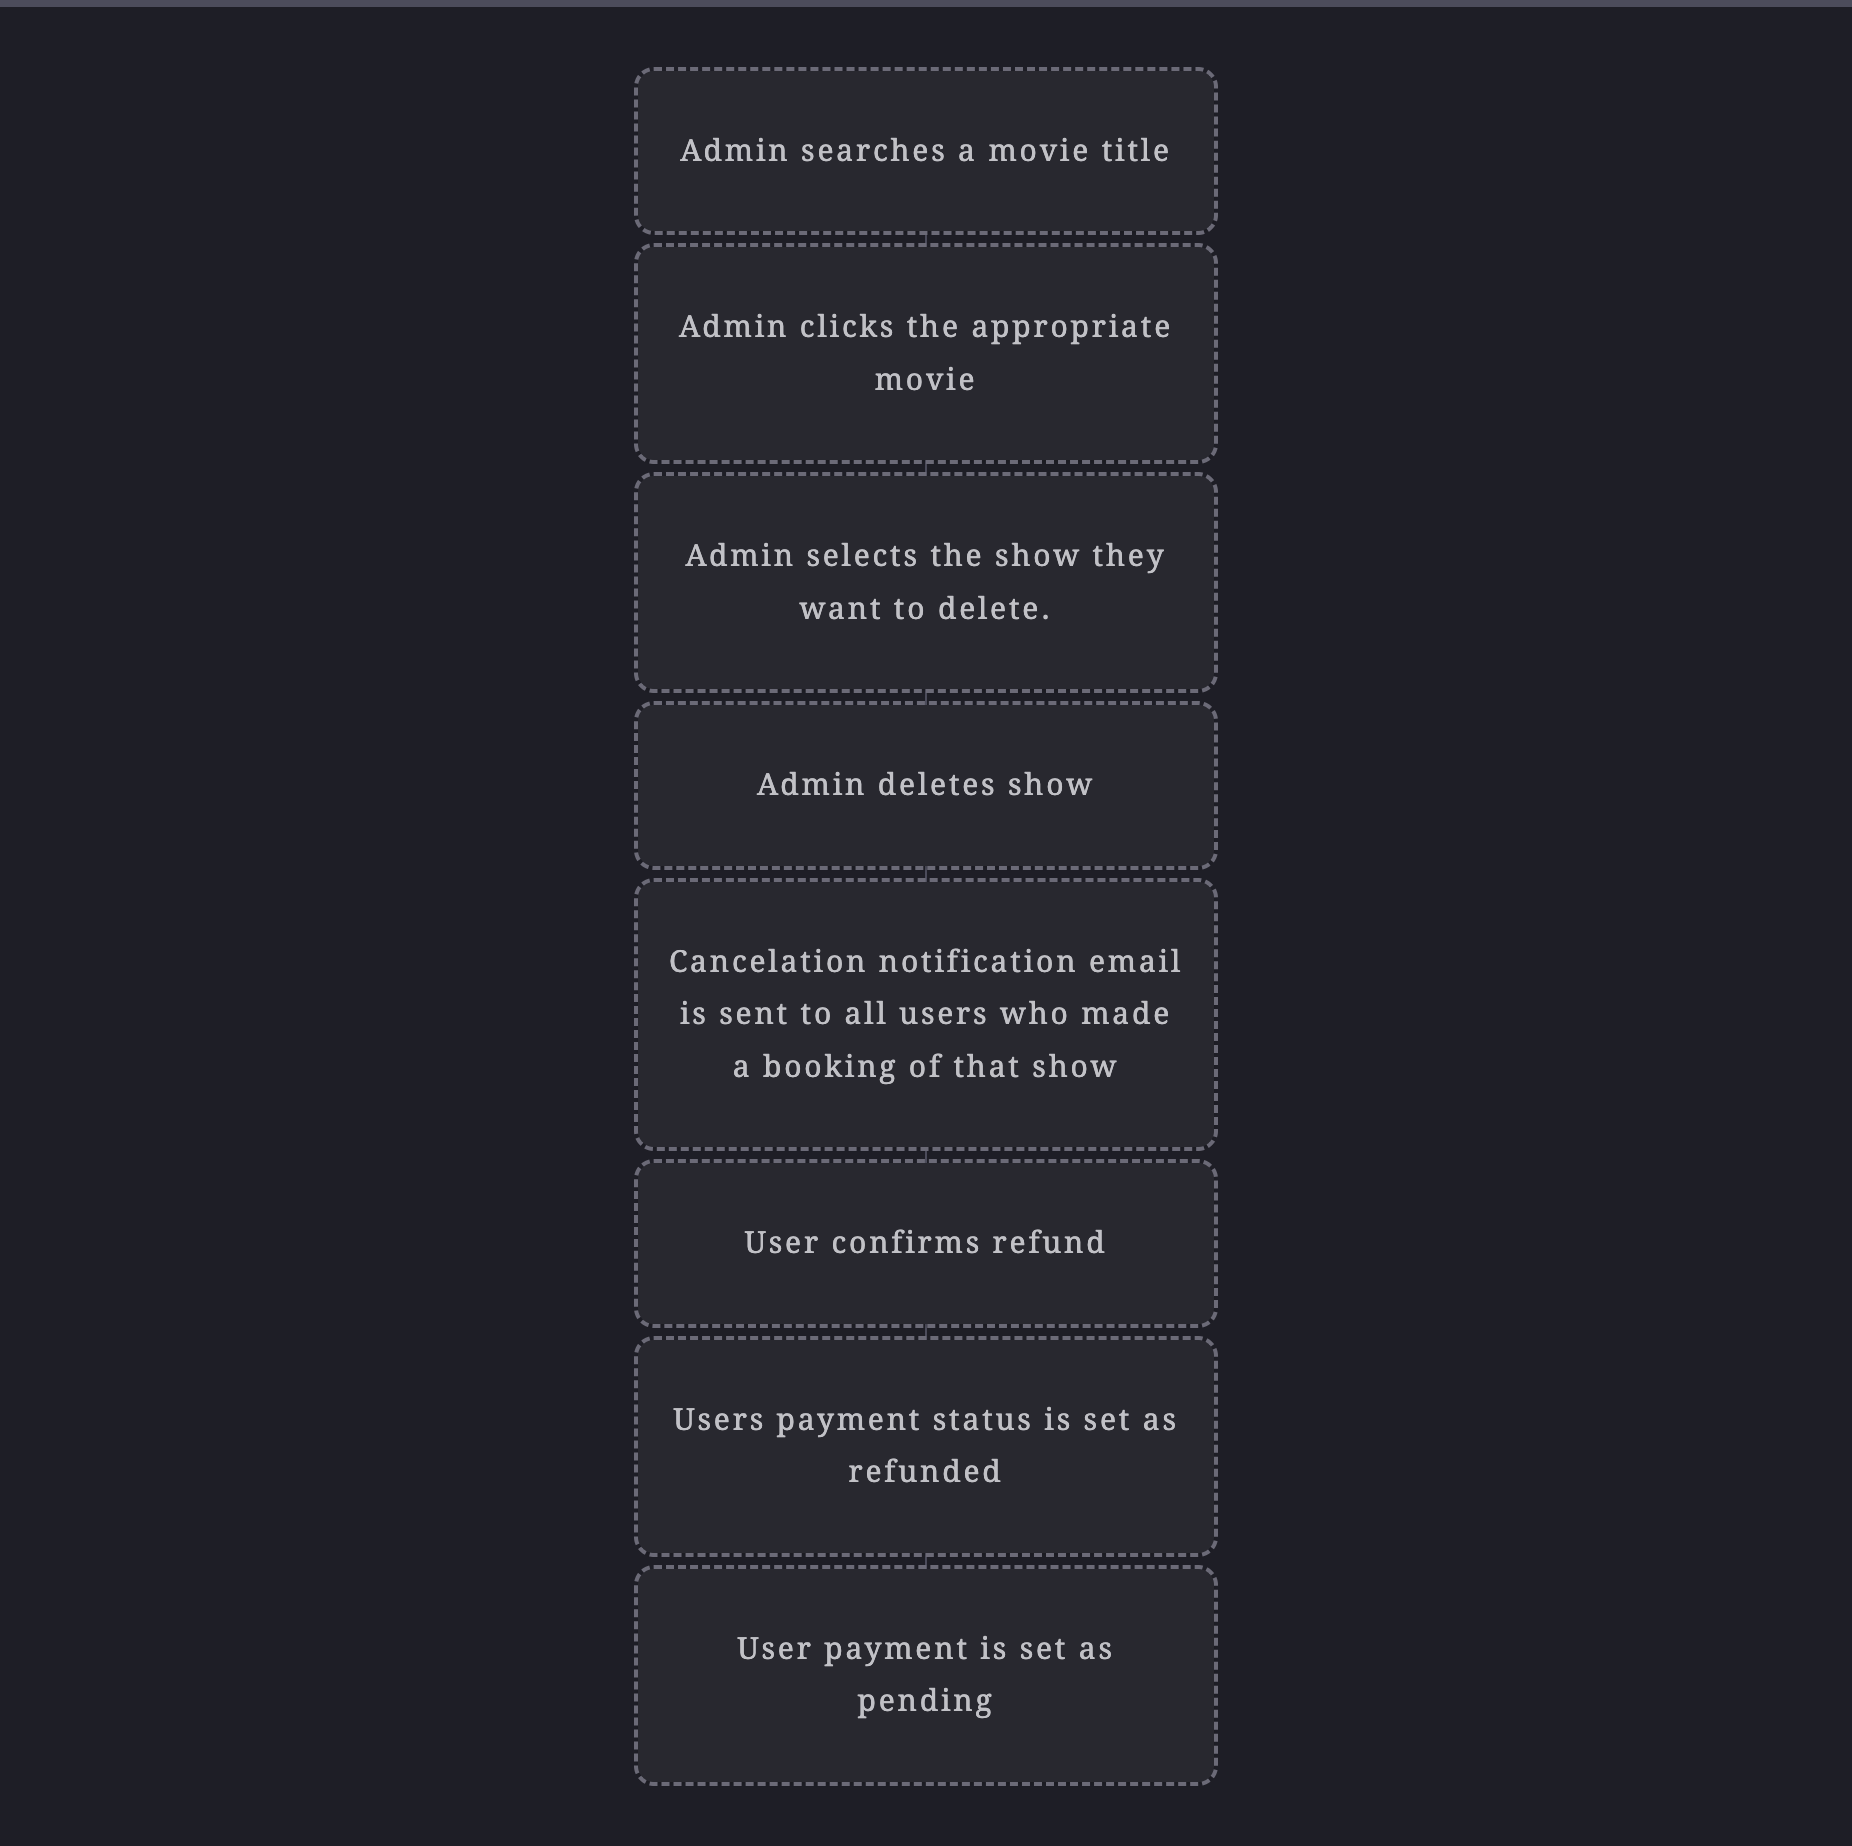 Admin searches a movie title
Admin clicks the appropriate
movie
Admin selects the show they
want to delete.
Admin deletes show
Cancelation notification email
is sent to all users who made
a booking of that show
User confirms refund
Users payment status is set as
refunded
User payment is set as
pending